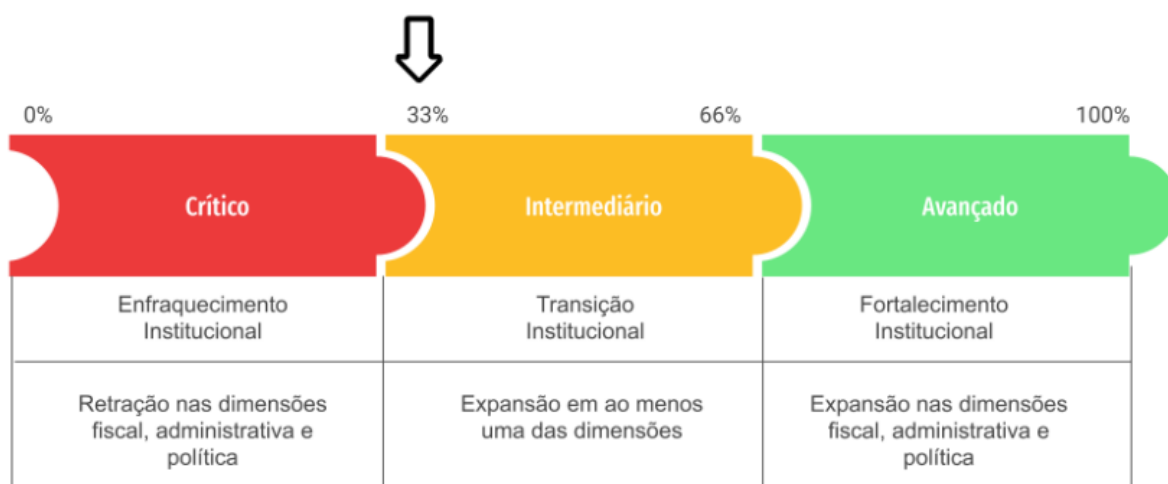 0%
33%
66%
100%
Crítico
Intermediário
Avançado
Enfraquecimento
Institucional
Transição
Institucional
Fortalecimento
Institucional
Retração nas dimensões
fiscal, administrativa e
política
Expansão em ao menos
uma das dimensões
Expansão nas dimensões
fiscal, administrativa e
política